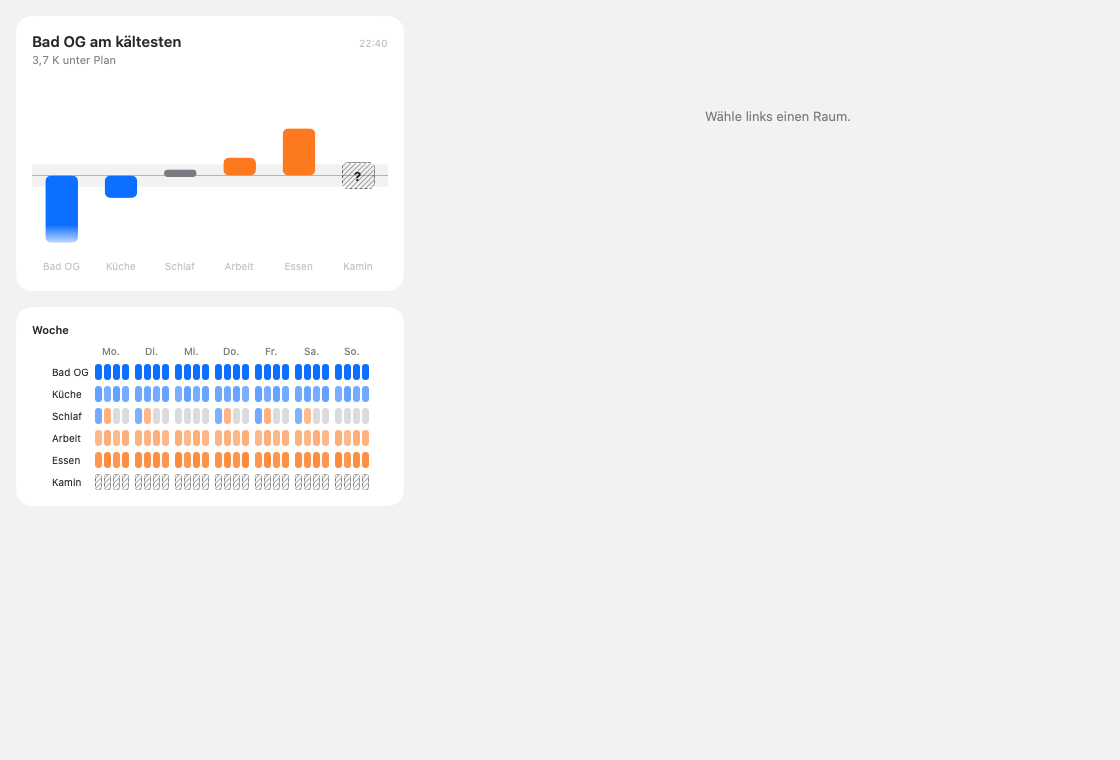 Bad OG am kältesten
22:40
3,7 K unter Plan
?
Bad OG Küche Schlaf Arbeit Essen Kamin
Woche
Mo. Di. Mi. Do. Fr. Sa. So.
Bad OG
Küche
Schlaf
Arbeit
Essen
Kamin
Wähle links einen Raum.